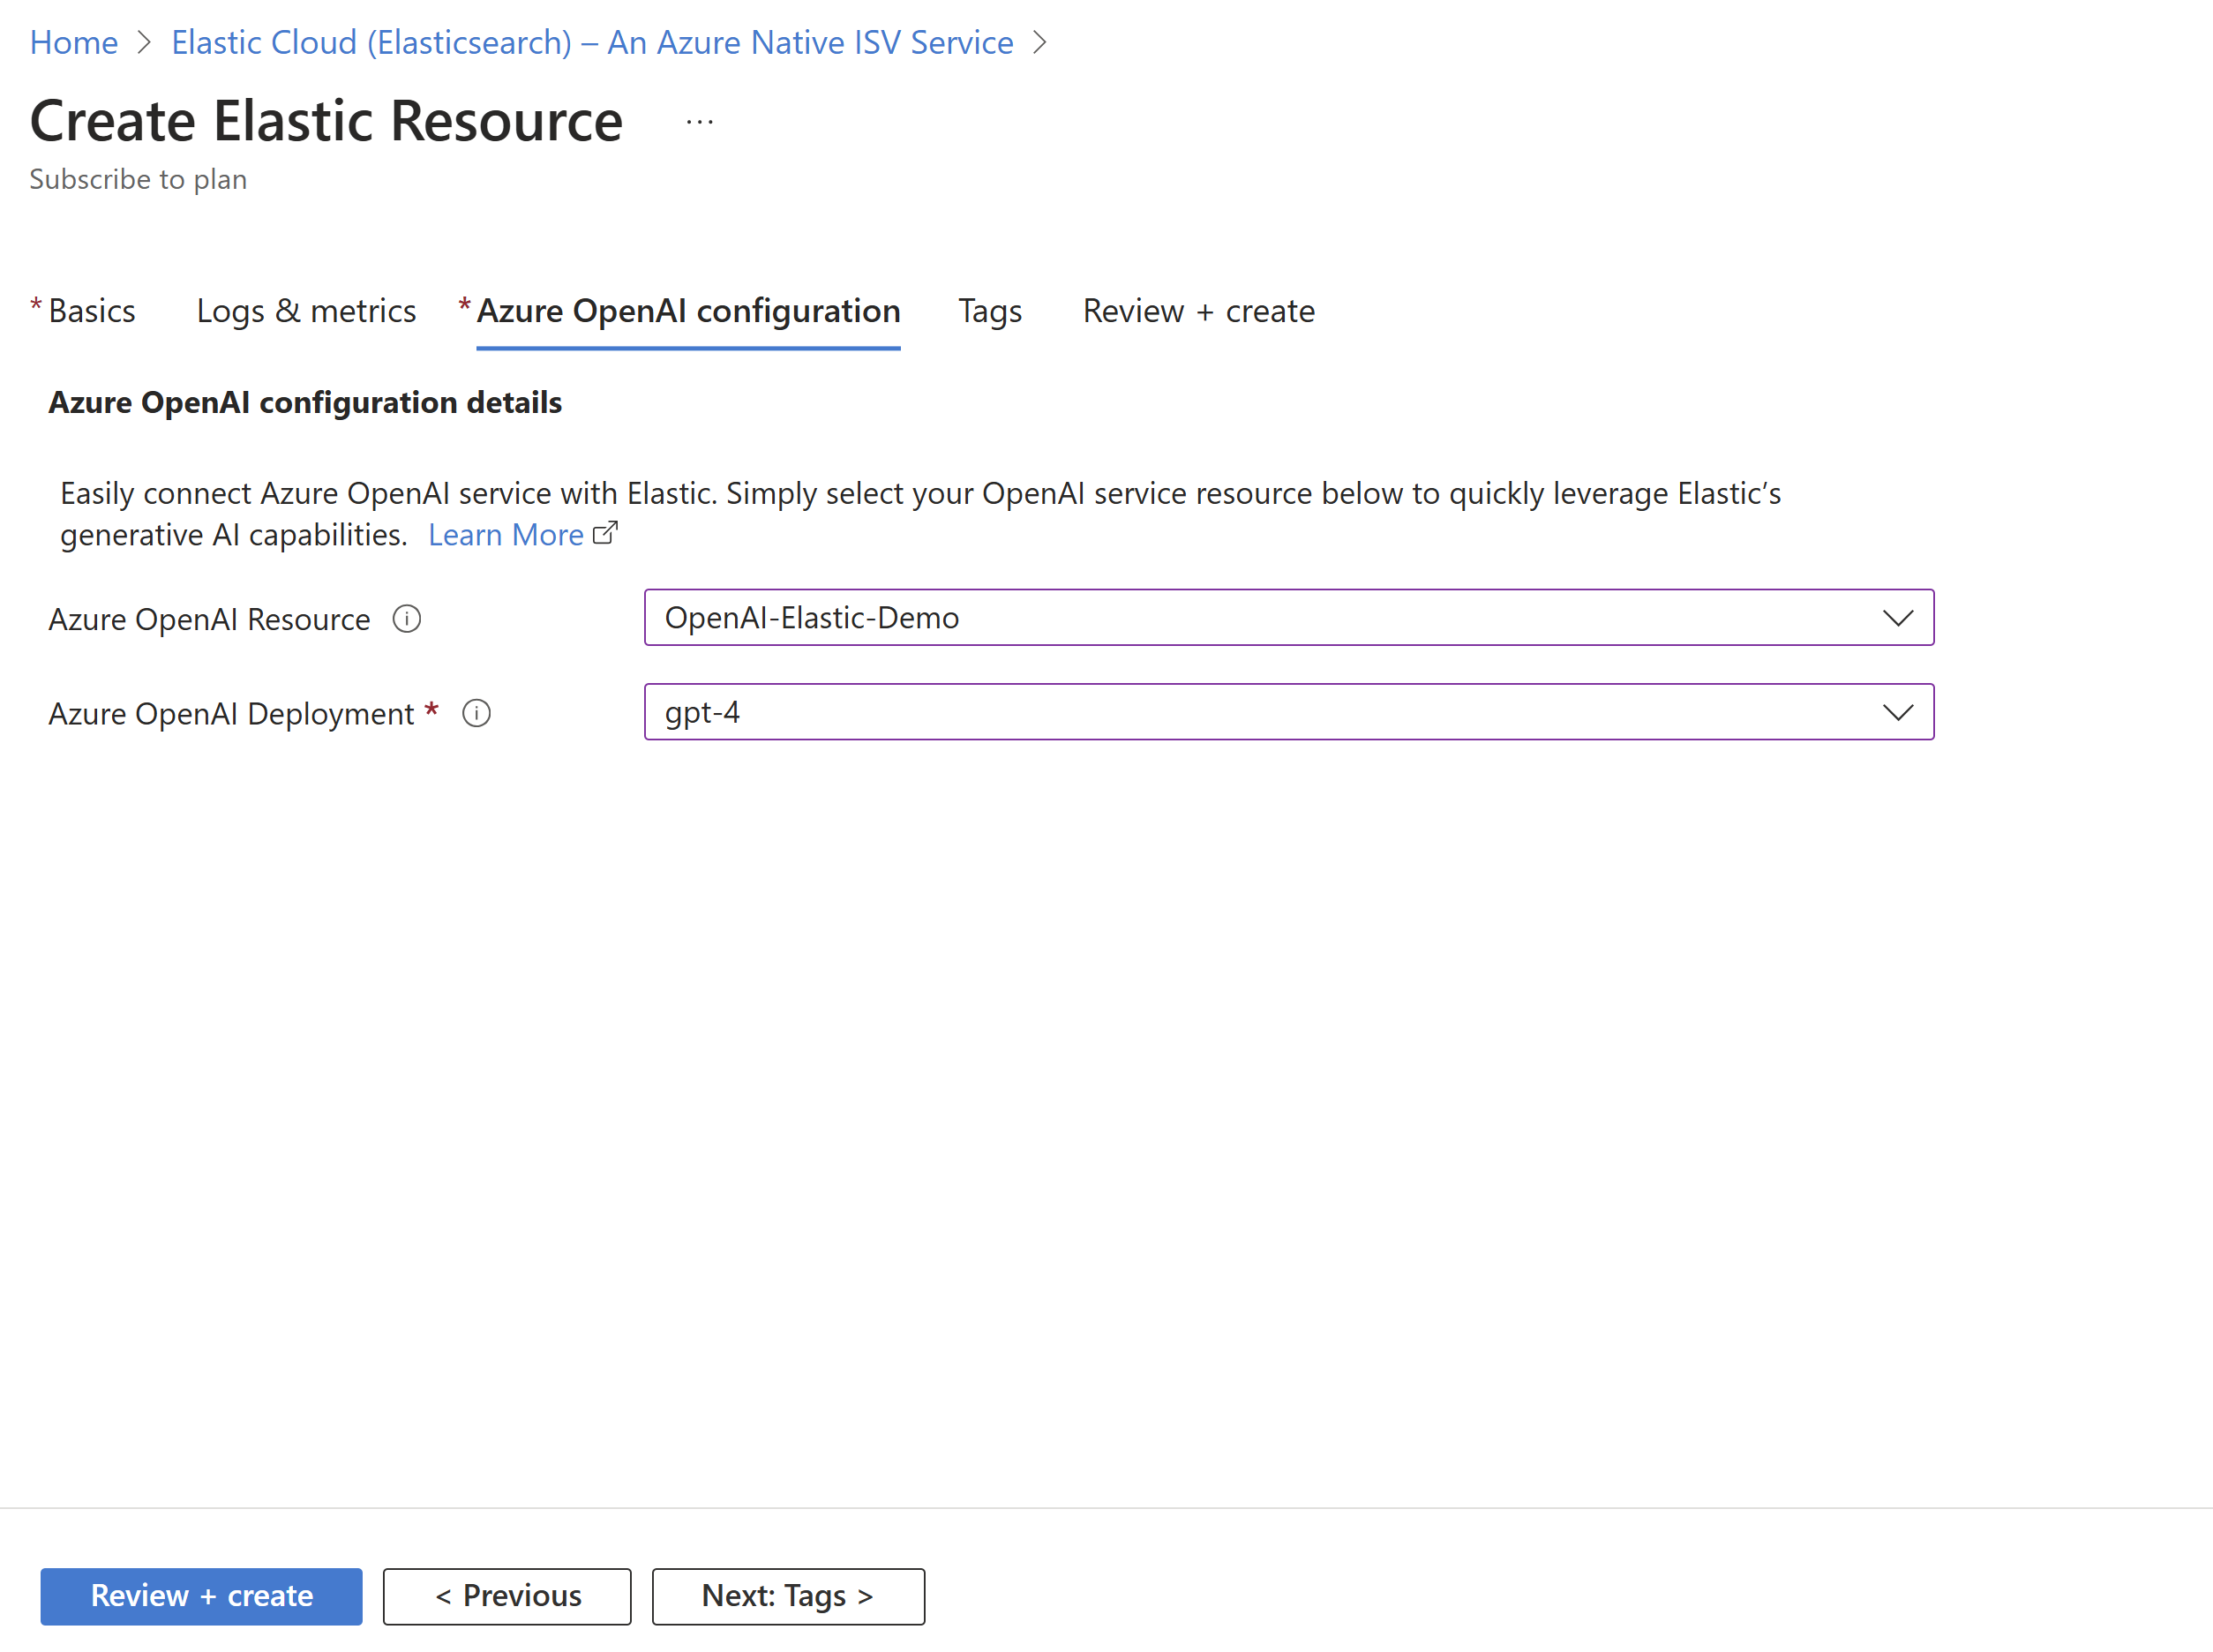 Home > Elastic Cloud (Elasticsearch) – An Azure Native ISV Service >
Create Elastic Resource ...
Subscribe to plan
* Basics Logs & metrics * Azure OpenAI configuration Tags Review + create
Azure OpenAI configuration details
Easily connect Azure OpenAI service with Elastic. Simply select your OpenAI service resource below to quickly leverage Elastic’s
generative AI capabilities. Learn More
Azure OpenAI Resource OpenAI-Elastic-Demo
Azure OpenAI Deployment * gpt-4
Review + create < Previous Next: Tags >